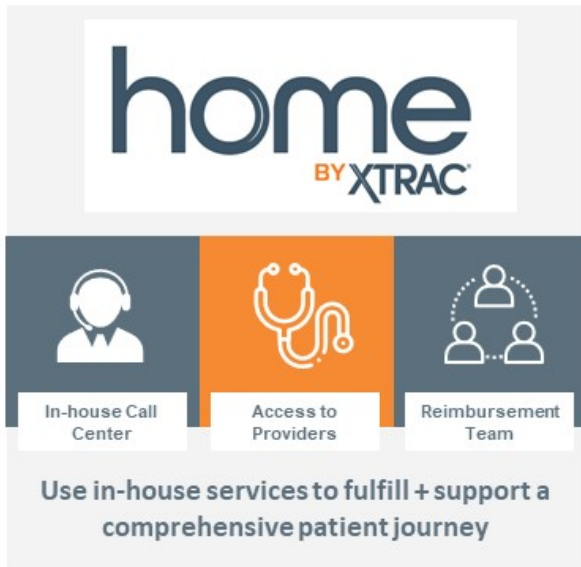 home
BY XTRAC®
In-house Call
Center
Access to
Providers
Reimbursement
Team
Use in-house services to fulfill + support a
comprehensive patient journey